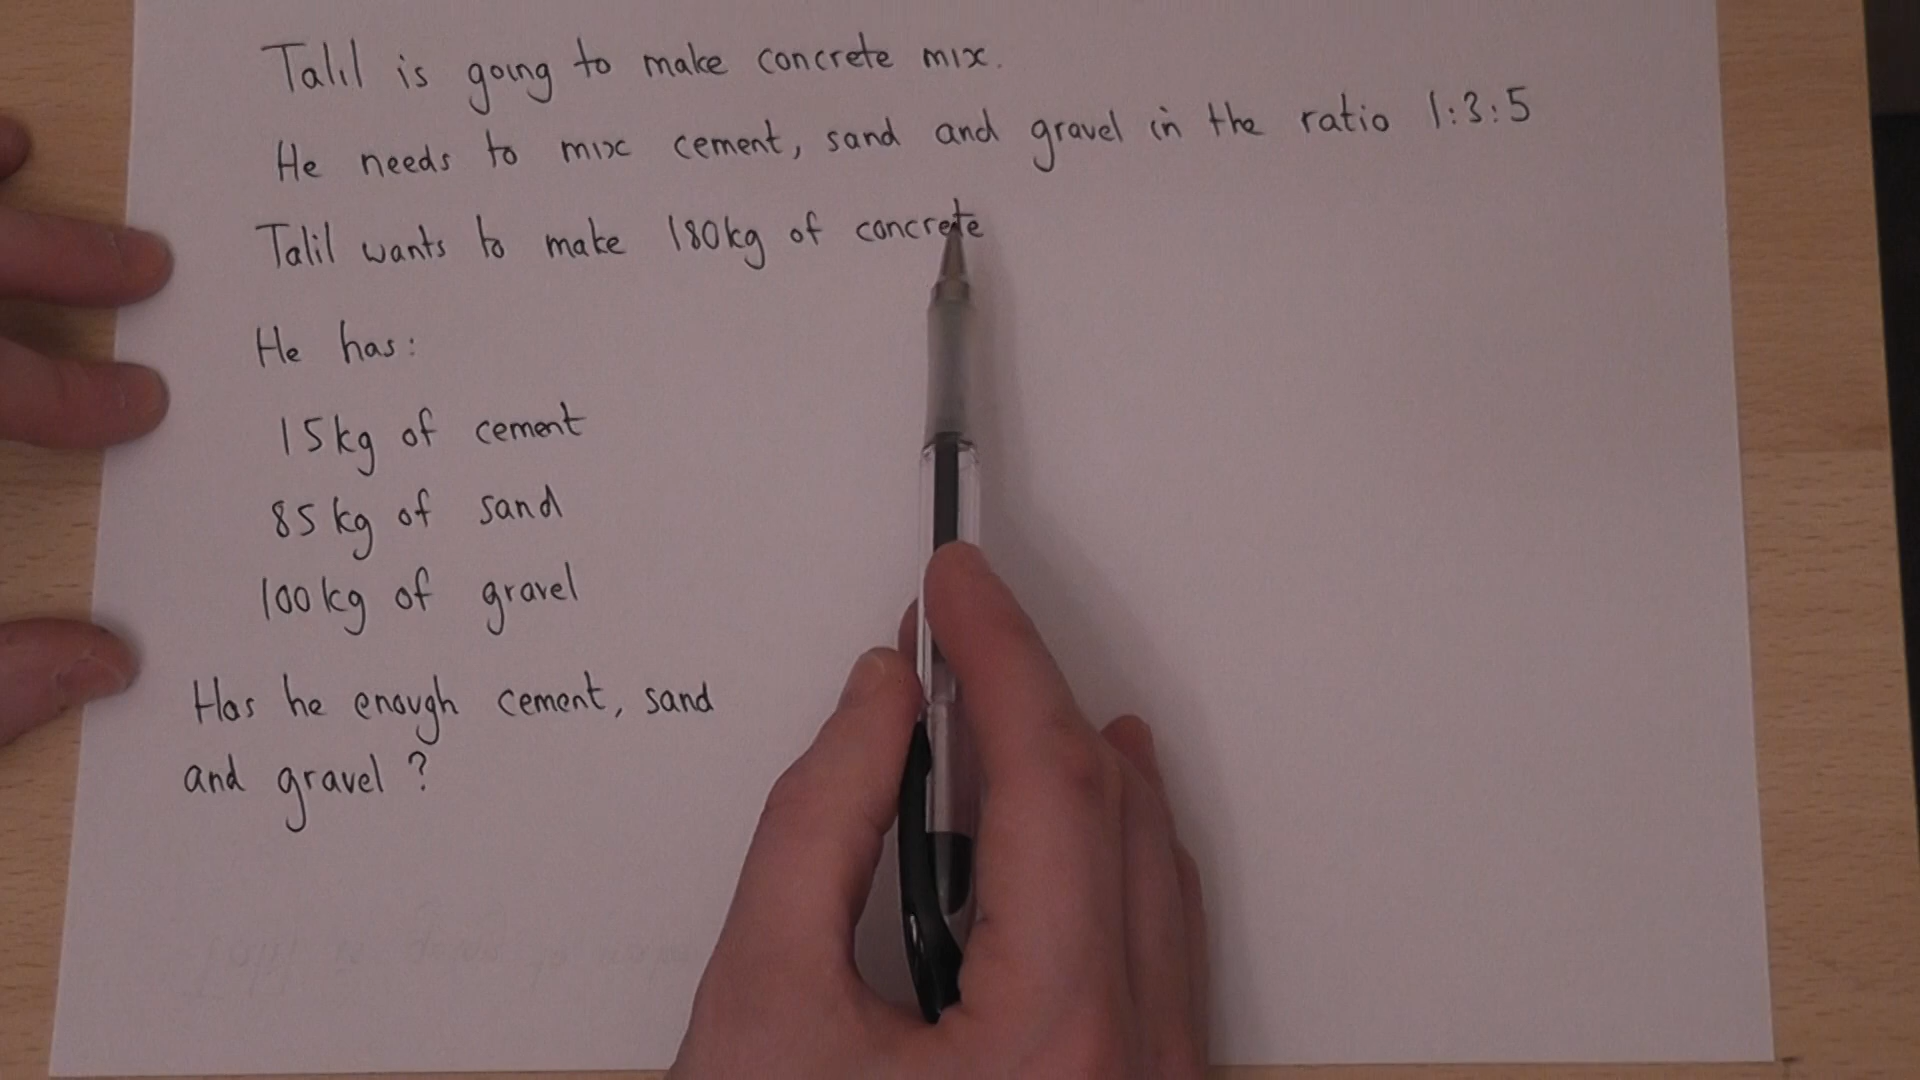 Talil is going to make concrete mix.
He needs to mix cement, sand and gravel in the ratio 1:3:5
Talil wants to make 180kg of concrete
He has:
15kg of cement
85kg of sand
100kg of gravel
Has he enough cement, sand
and gravel?